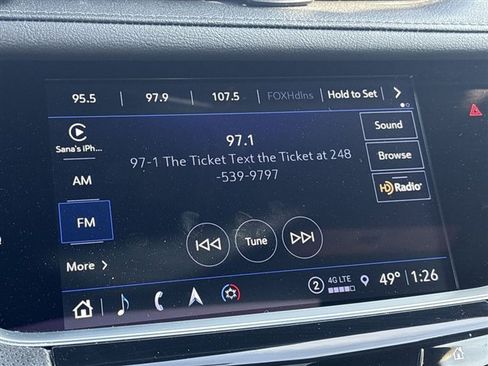 95.5 97.9 107.5 FOXHdlns Hold to Set
Sana's iPh...
97.1
Sound
97-1 The Ticket Text the Ticket at 248
-539-9797
Browse
AM
HD Radio
FM
Tune
More
2 4G LTE 49° 1:26